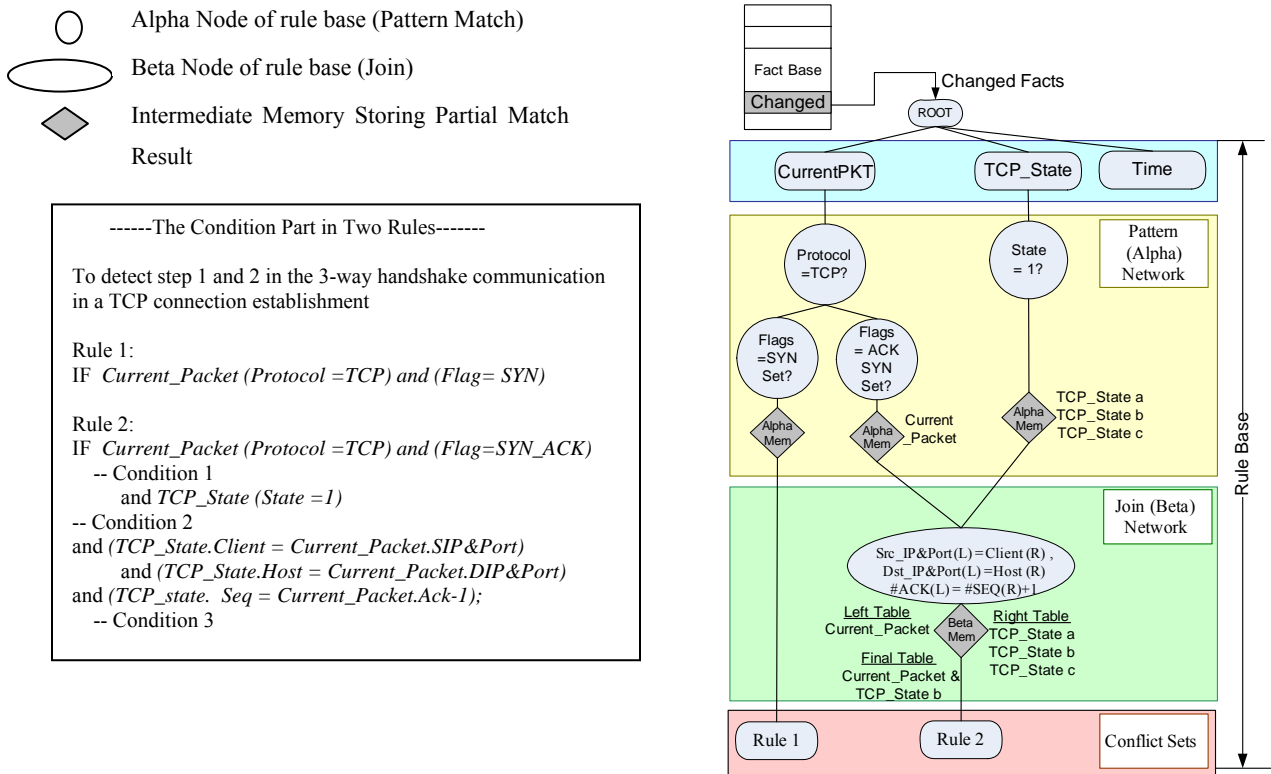 Alpha Node of rule base (Pattern Match)
Beta Node of rule base (Join)
Intermediate Memory Storing Partial Match
Result
------The Condition Part in Two Rules-------
To detect step 1 and 2 in the 3-way handshake communication
in a TCP connection establishment
Rule 1:
IF Current_Packet (Protocol =TCP) and (Flag= SYN)
Rule 2:
IF Current_Packet (Protocol =TCP) and (Flag=SYN_ACK)
-- Condition 1
and TCP_State (State =1)
-- Condition 2
and (TCP_State.Client = Current_Packet.SIP&Port)
and (TCP_State.Host = Current_Packet.DIP&Port)
and (TCP_state. Seq = Current_Packet.Ack-1);
-- Condition 3
Fact Base
Changed
Changed Facts
ROOT
CurrentPKT
TCP_State
Time
Pattern
(Alpha)
Network
Protocol
=TCP?
State
= 1?
Flags
=SYN
Set?
Flags
= ACK
SYN
Set?
Alpha
Mem
Alpha
Mem
Current
_Packet
Alpha
Mem
TCP_State a
TCP_State b
TCP_State c
Rule Base
Join (Beta)
Network
Src_IP&Port(L)=Client(R) ,
Dst_IP&Port(L)=Host (R)
#ACK(L)= #SEQ(R)+1
Left Table
Current_Packet
Beta
Mem
Right Table
TCP_State a
TCP_State b
TCP_State c
Final Table
Current_Packet &
TCP_State b
Rule 1
Rule 2
Conflict Sets